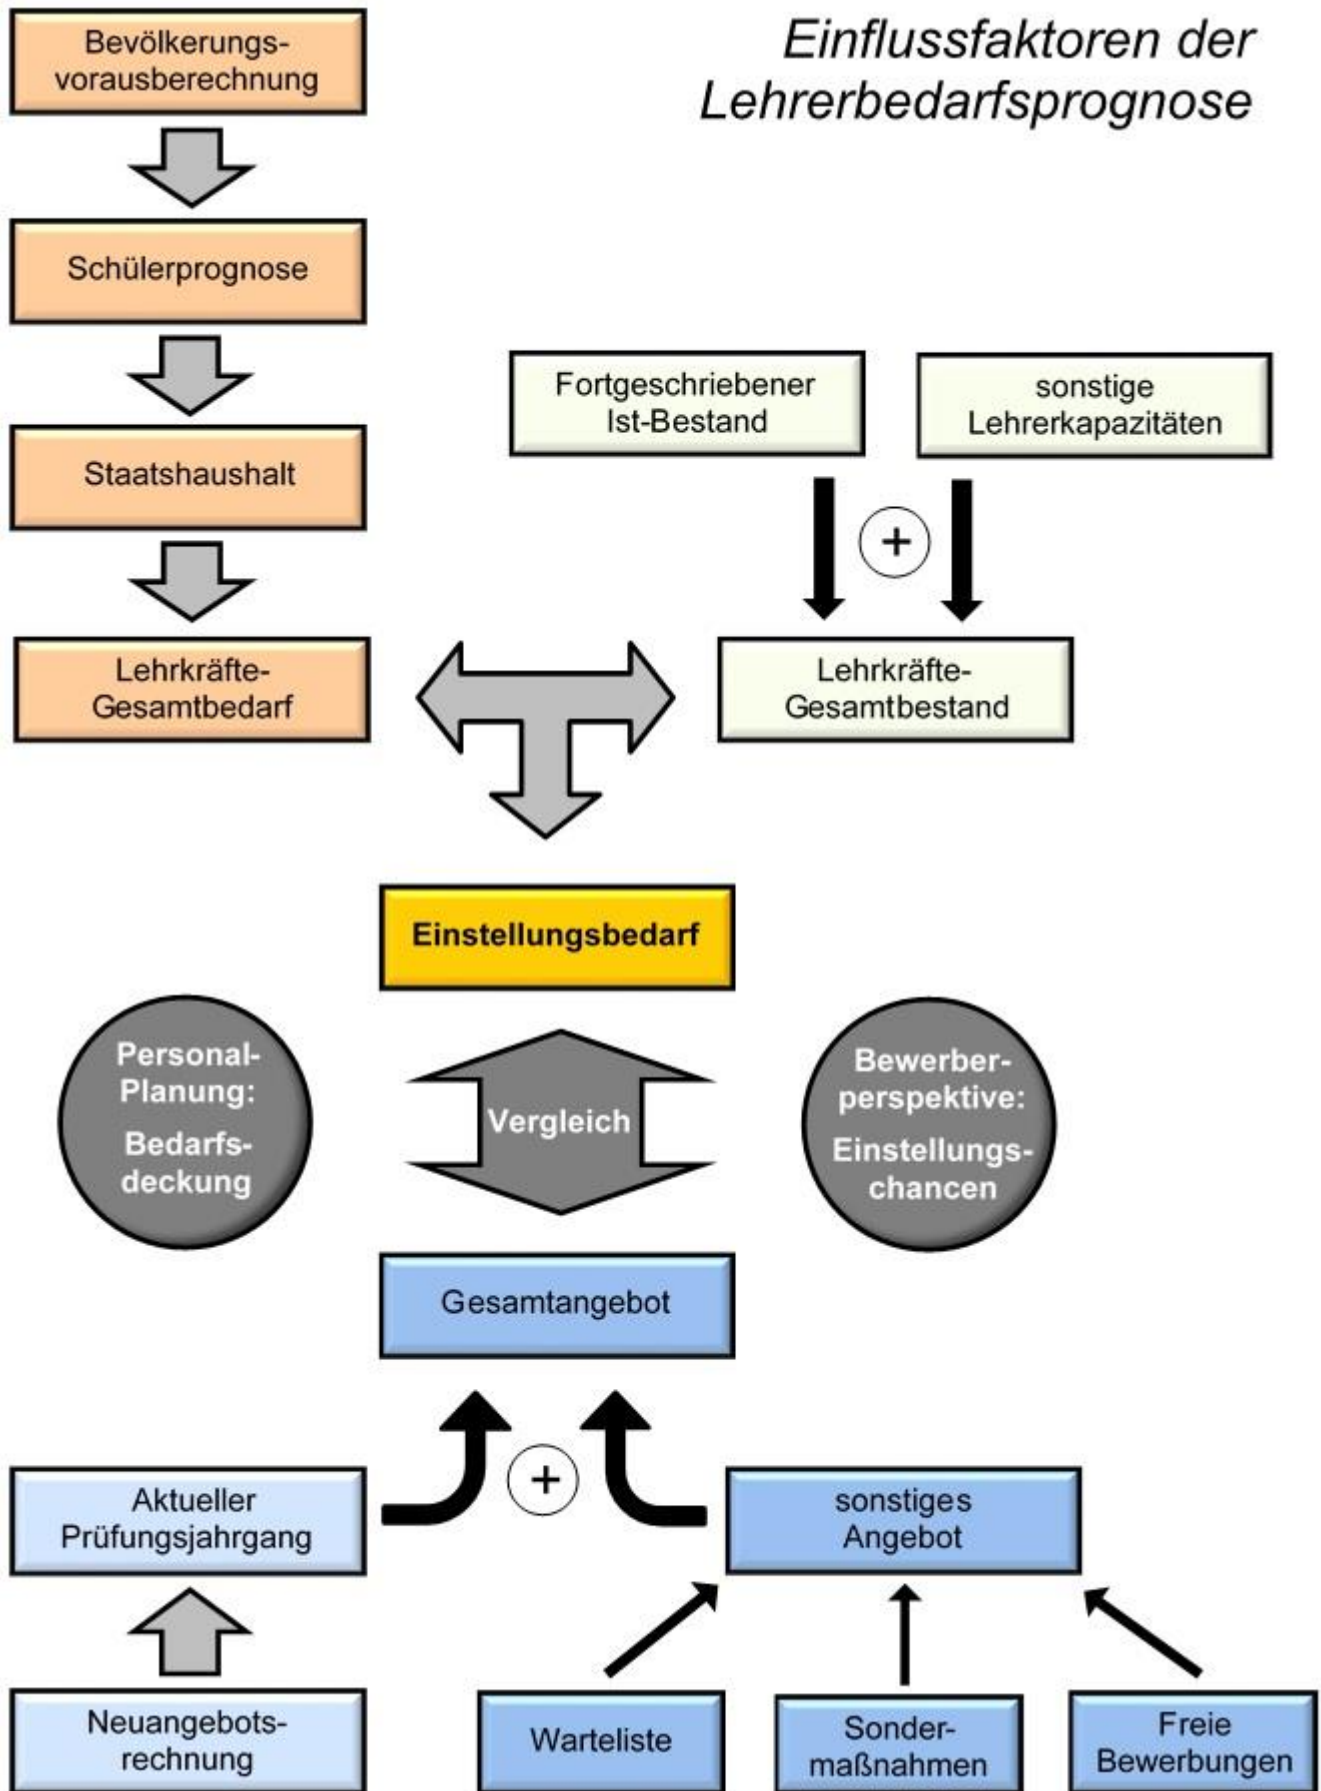 Einflussfaktoren der
Lehrerbedarfsprognose
Bevölkerungs-
vorausberechnung
Schülerprognose
Staatshaushalt
Lehrkräfte-
Gesamtbedarf
Fortgeschriebener
Ist-Bestand
sonstige
Lehrerkapazitäten
+
Lehrkräfte-
Gesamtbestand
Einstellungsbedarf
Personal-
Planung:
Bedarfs-
deckung
Vergleich
Bewerber-
perspektive:
Einstellungs-
chancen
Gesamtangebot
+
Aktueller
Prüfungsjahrgang
sonstiges
Angebot
Neuangebots-
rechnung
Warteliste
Sonder-
maßnahmen
Freie
Bewerbungen